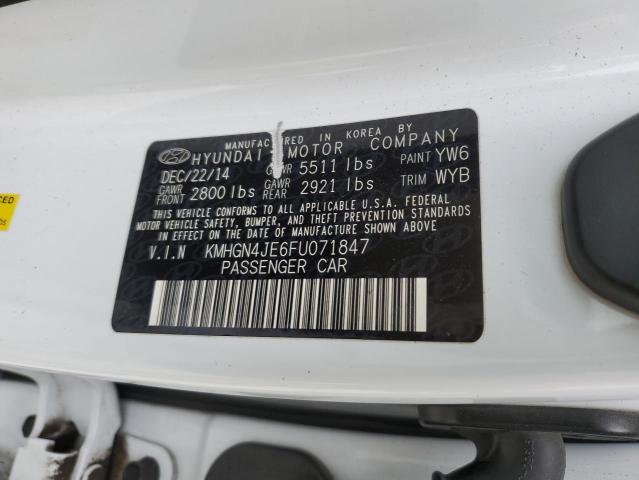 MANUFACTURED IN KOREA BY
HYUNDAI MOTOR COMPANY
DEC/22/14 GVWR 5511 lbs PAINT YW6
GAWR FRONT 2800 lbs GAWR REAR 2921 lbs TRIM WYB
THIS VEHICLE CONFORMS TO ALL APPLICABLE U.S.A. FEDERAL
MOTOR VEHICLE SAFETY, BUMPER, AND THEFT PREVENTION STANDARDS
IN EFFECT ON THE DATE OF MANUFACTURE SHOWN ABOVE.
V.I.N KMHGN4JE6FU071847
PASSENGER CAR